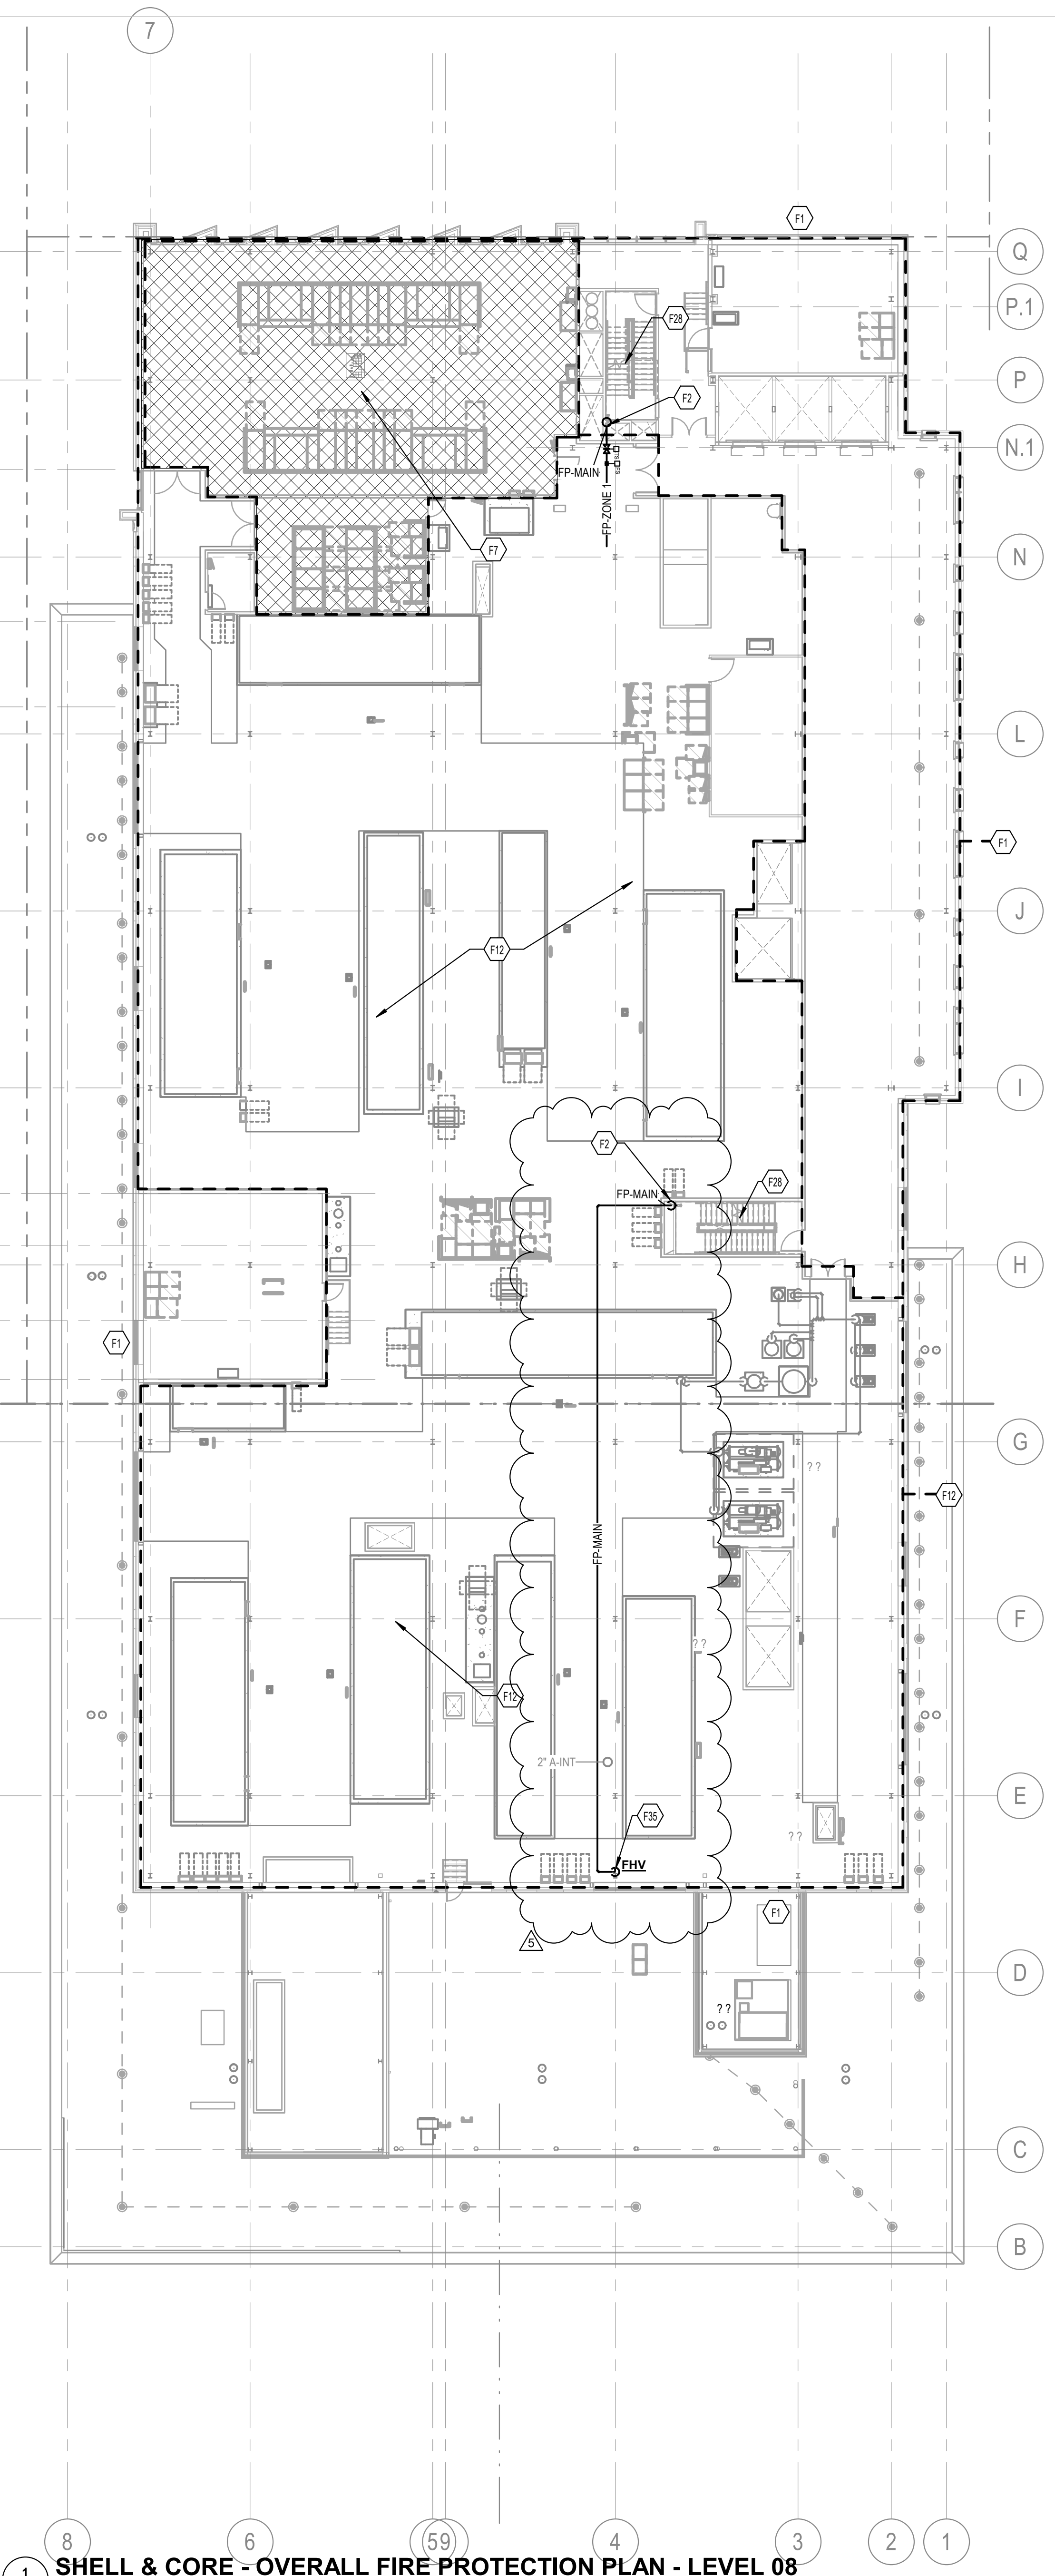 7
F1
Q
P.1
F28
P
F2
N.1
FP-MAIN
FP-ZONE 1
F7
N
L
F1
J
F12
I
F2
F28
FP-MAIN
H
F1
G
? ?
F12
FP-MAIN
F
? ?
F12
2" A-INT
E
F35
? ?
FHV
F1
5
D
? ?
C
B
8
6
59
4
3
2
1
1
SHELL & CORE - OVERALL FIRE PROTECTION PLAN - LEVEL 08